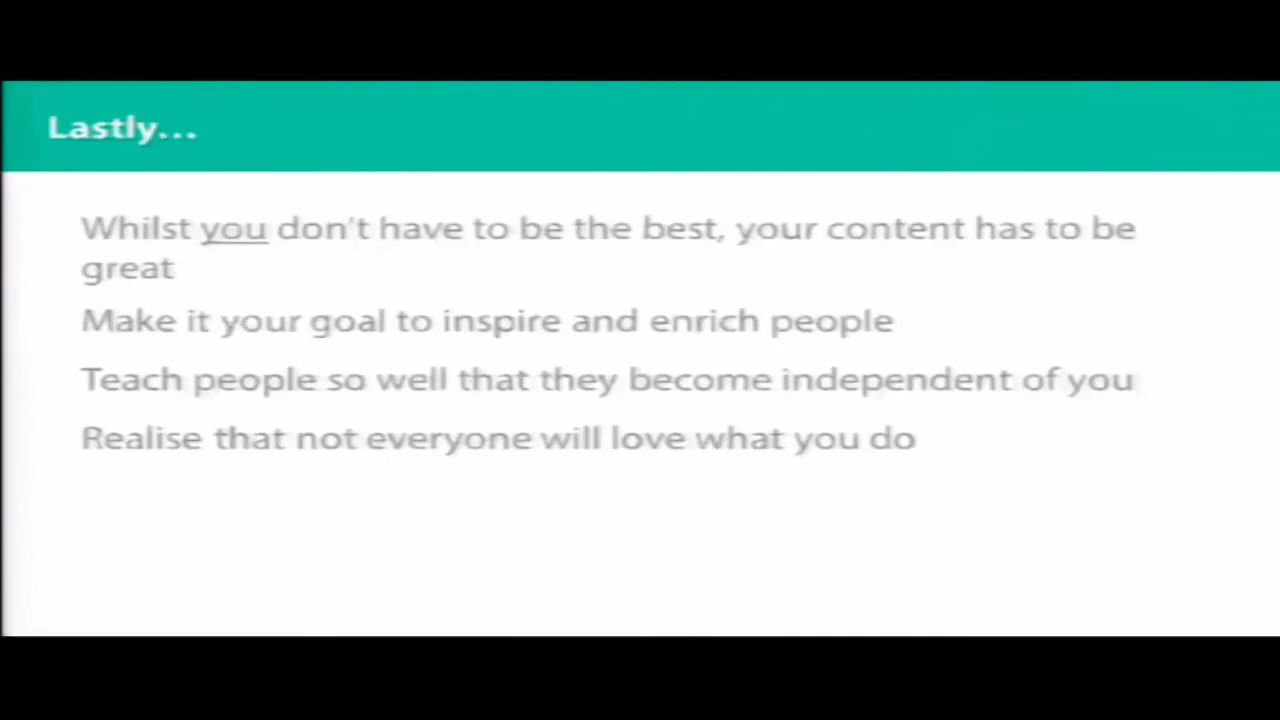 Lastly...
Whilst you don't have to be the best, your content has to be
great
Make it your goal to inspire and enrich people
Teach people so well that they become independent of you
Realise that not everyone will love what you do